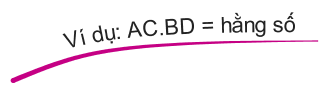 Ví dụ: AC.BD = hằng số